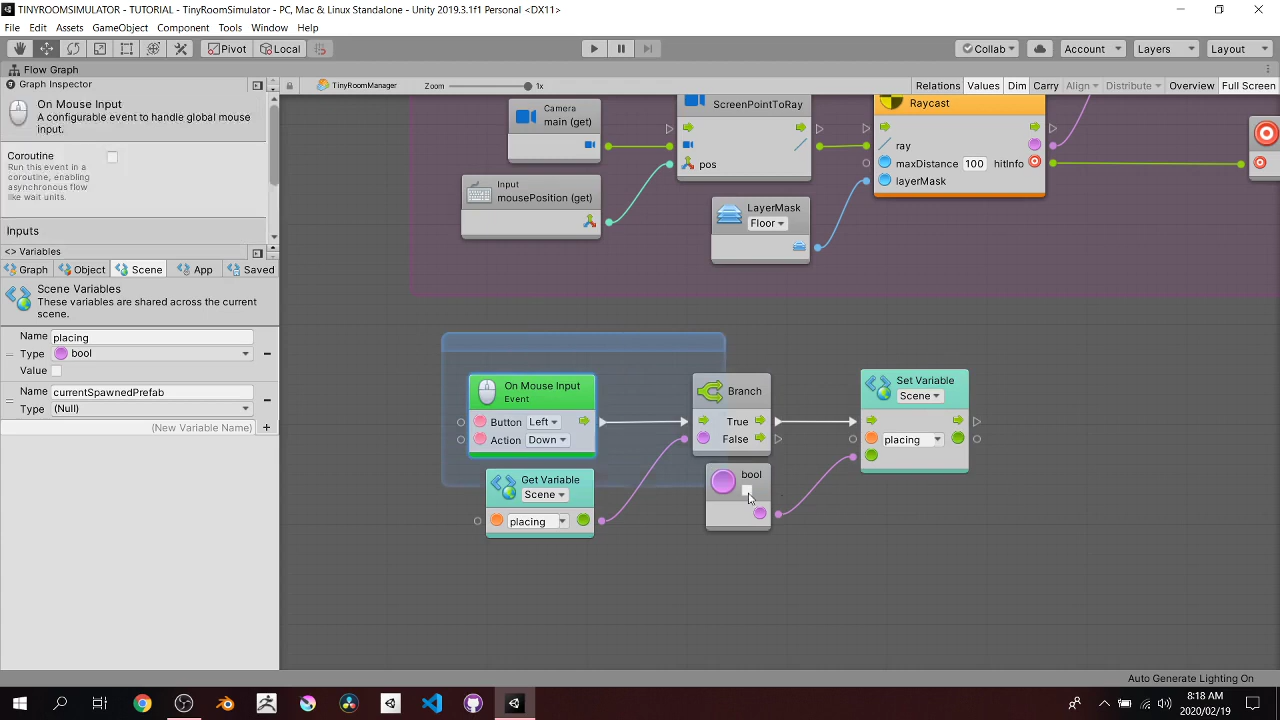 TINYROOMSIMULATOR - TUTORIAL - TinyRoomSimulator - PC, Mac & Linux Standalone - Unity 2019.3.1f1 Personal <DX11>
File Edit Assets GameObject Component Tools Window Help
Pivot Local Collab Account Layers Layout
Flow Graph
Graph Inspector
TinyRoomManager Zoom 1x Relations Values Dim Carry Align Distribute Overview Full Screen
On Mouse Input
A configurable event to handle global mouse
input.
Coroutine
Run this event in a
coroutine, enabling
asynchronous flow
like wait units.
Inputs
Variables
Graph Object Scene App Saved
Scene Variables
These variables are shared across the current
scene.
Name placing
Type bool
Value
Name currentSpawnedPrefab
Type (Null)
(New Variable Name)
Camera
main (get)
Input
mousePosition (get)
ScreenPointToRay
pos
LayerMask
Floor
Raycast
ray
maxDistance 100 hitInfo
layerMask
On Mouse Input
Event
Button Left
Action Down
Get Variable
Scene
placing
Branch
True
False
bool
Set Variable
Scene
placing
Auto Generate Lighting On
8:18 AM
2020/02/19